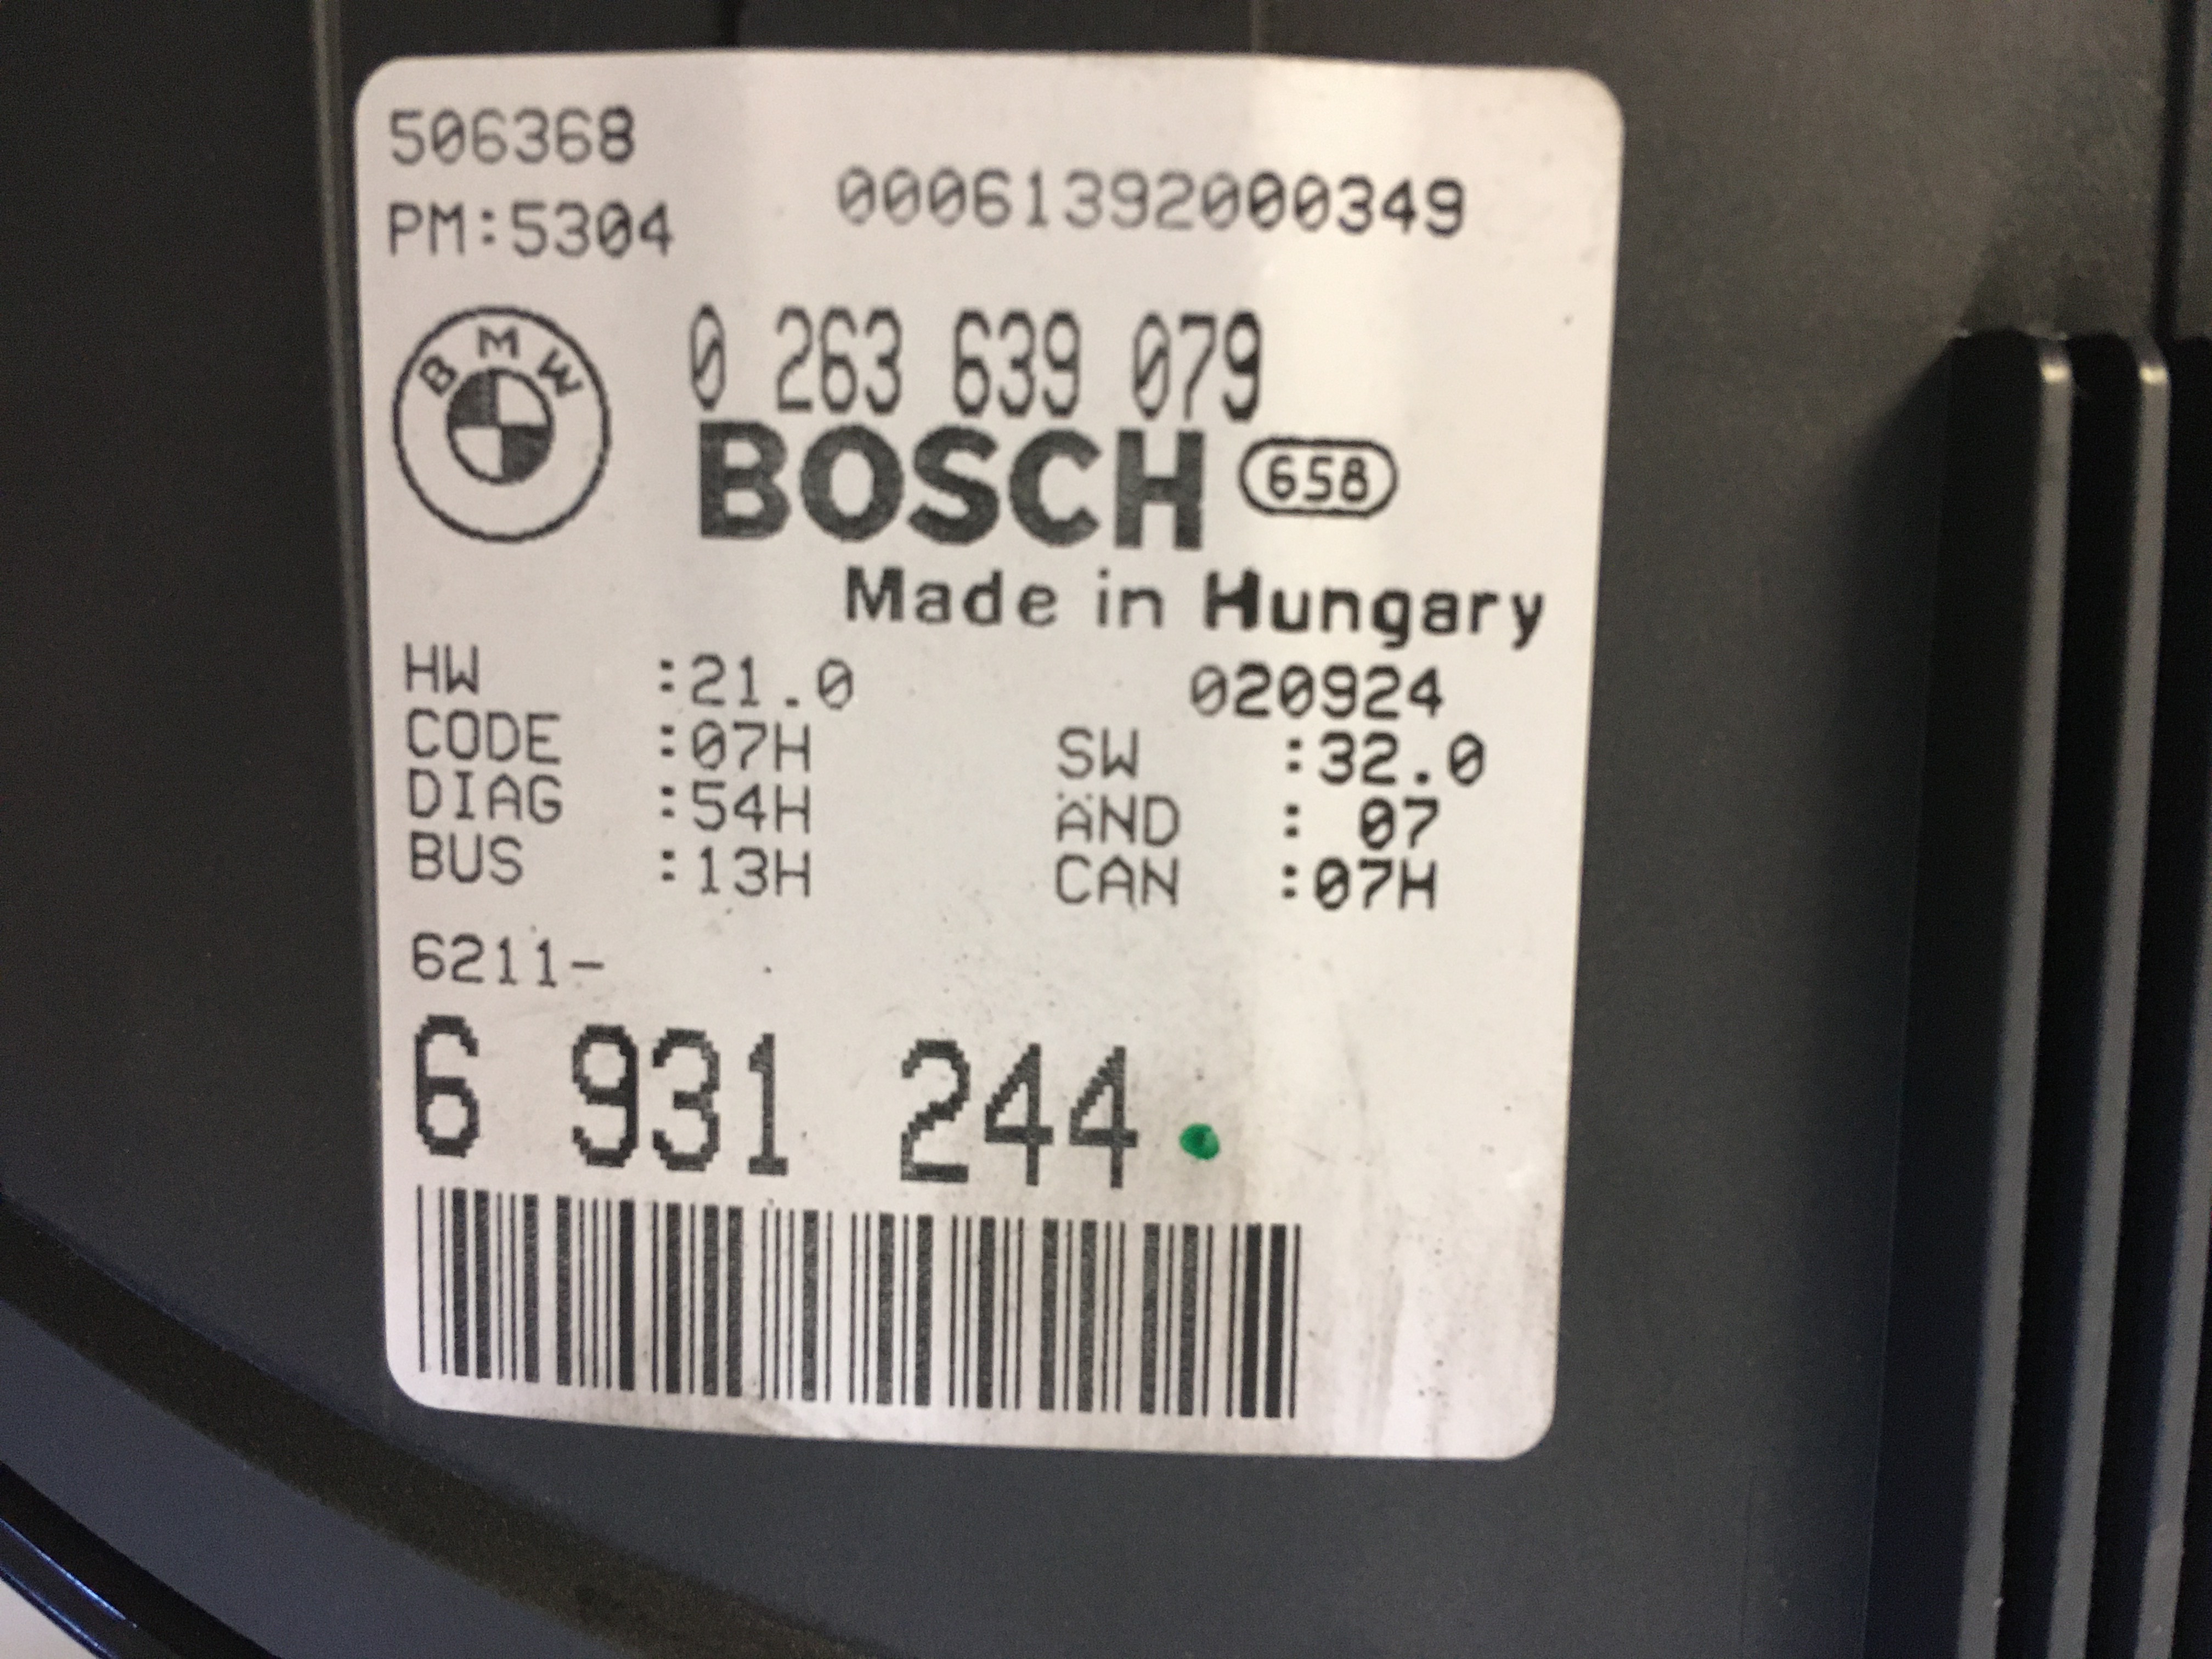 506368
PM:5304
00061392000349
BMW
0 263 639 079
BOSCH 658
Made in Hungary
HW :21.0 020924
CODE :07H SW :32.0
DIAG :54H ÄND : 07
BUS :13H CAN :07H
6211-
6 931 244